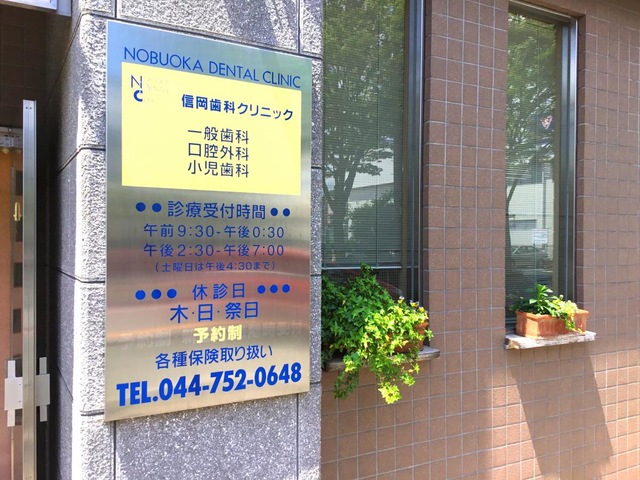 NOBUOKA DENTAL CLINIC
N
C
信岡歯科クリニック
一般歯科
口腔外科
小児歯科
●●診療受付時間●●
午前9:30-午後0:30
午後2:30-午後7:00
(土曜日は午後4:30まで)
●●● 休診日 ●●●
木・日・祭日
予約制
各種保険取り扱い
TEL.044-752-0648